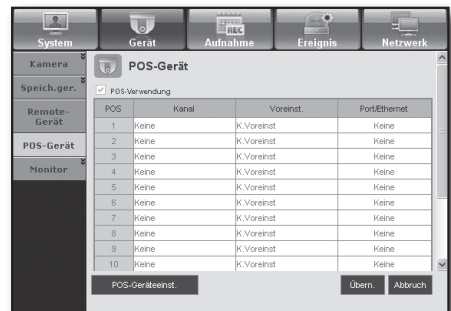 REC
System Gerät Aufnahme Ereignis Netzwerk
Kamera
Speich.ger.
Remote-
Gerät
POS-Gerät
Monitor
POS-Gerät
POS-Verwendung
POS Kanal Voreinst. Port/Ethernet
1 Keine K.Voreinst Keine
2 Keine K.Voreinst Keine
3 Keine K.Voreinst Keine
4 Keine K.Voreinst Keine
5 Keine K.Voreinst Keine
6 Keine K.Voreinst Keine
7 Keine K.Voreinst Keine
8 Keine K.Voreinst Keine
9 Keine K.Voreinst Keine
10 Keine K.Voreinst Keine
POS-Geräteeinst. Übern. Abbruch